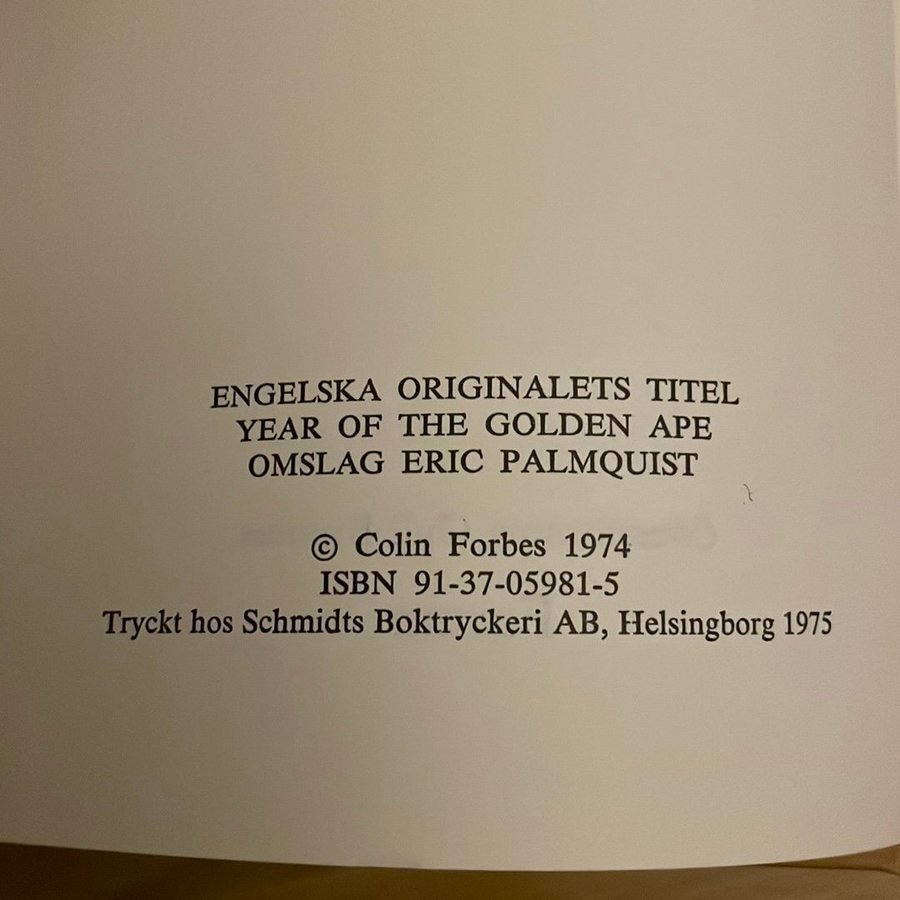 ENGELSKA ORIGINALETS TITEL
YEAR OF THE GOLDEN APE
OMSLAG ERIC PALMQUIST
© Colin Forbes 1974
ISBN 91-37-05981-5
Tryckt hos Schmidts Boktryckeri AB, Helsingborg 1975